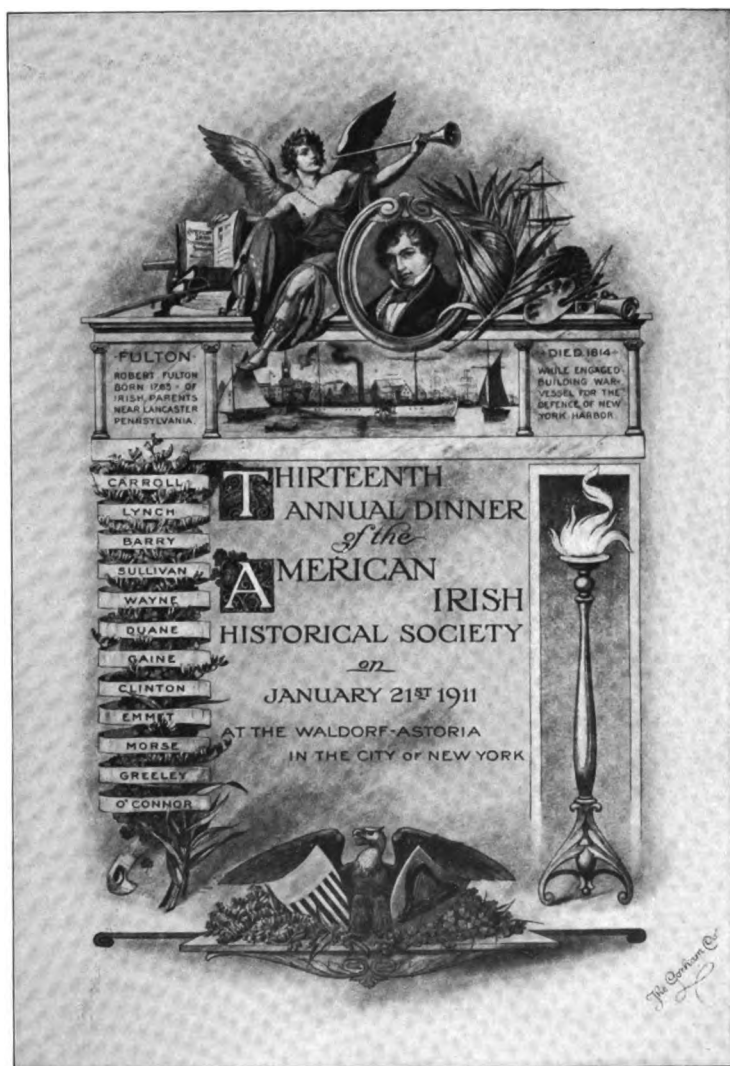 FULTON
ROBERT FULTON
BORN 1765 - OF
IRISH PARENTS
NEAR LANCASTER
PENNSYLVANIA.
DIED 1814
WHILE ENGAGED
BUILDING WAR-
VESSEL FOR THE
DEFENCE OF NEW
YORK HARBOR
CARROLL
LYNCH
BARRY
SULLIVAN
WAYNE
DUANE
GAINE
CLINTON
EMMET
MORSE
GREELEY
O'CONNOR
THIRTEENTH
ANNUAL DINNER
of the
AMERICAN
IRISH
HISTORICAL SOCIETY
on
JANUARY 21ST 1911
AT THE WALDORF-ASTORIA
IN THE CITY OF NEW YORK
The Gorham Co.